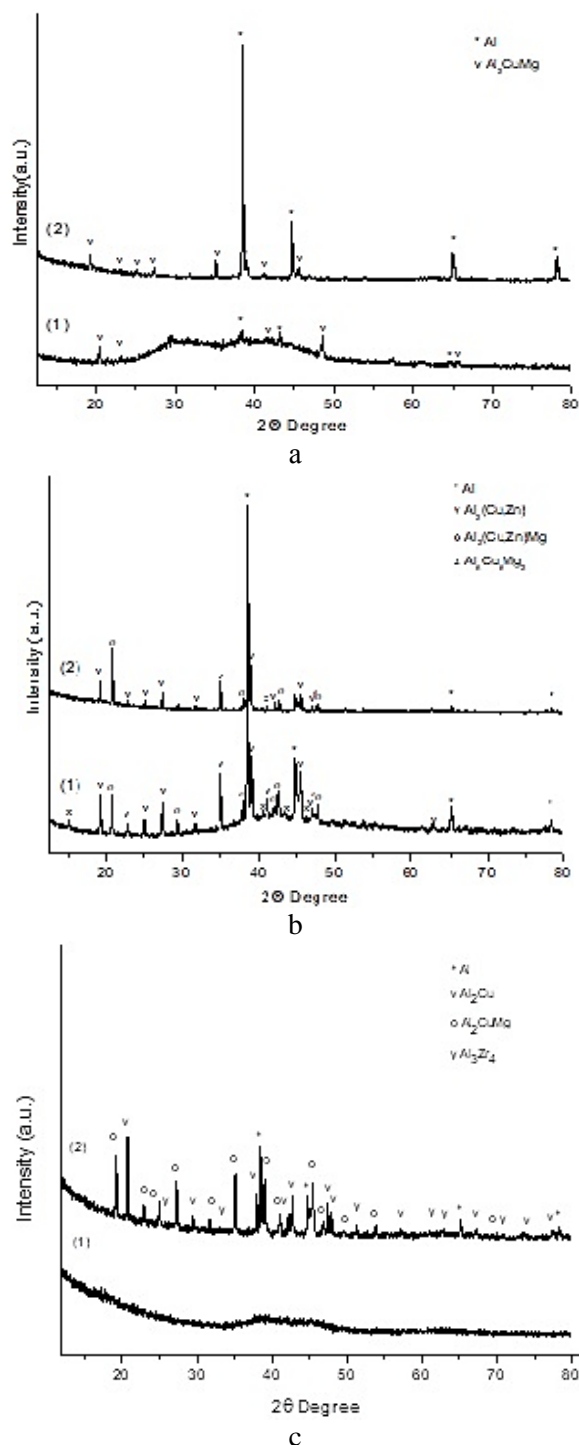 * Al
v Al2CuMg
Intensity(a.u.)
(2)
(1)
20 30 40 50 60 70 80
2Θ Degree
a
* Al
v Al2(Cu,Zn)
o Al2(Cu,Zn)Mg
Intensity (a.u.)
(2)
(1)
20 30 40 50 60 70 80
2Θ Degree
b
* Al
v Al2Cu
o Al2CuMg
γ Al3Zr4
Intensity (a.u.)
(2)
(1)
20 30 40 50 60 70 80
2θ Degree
c